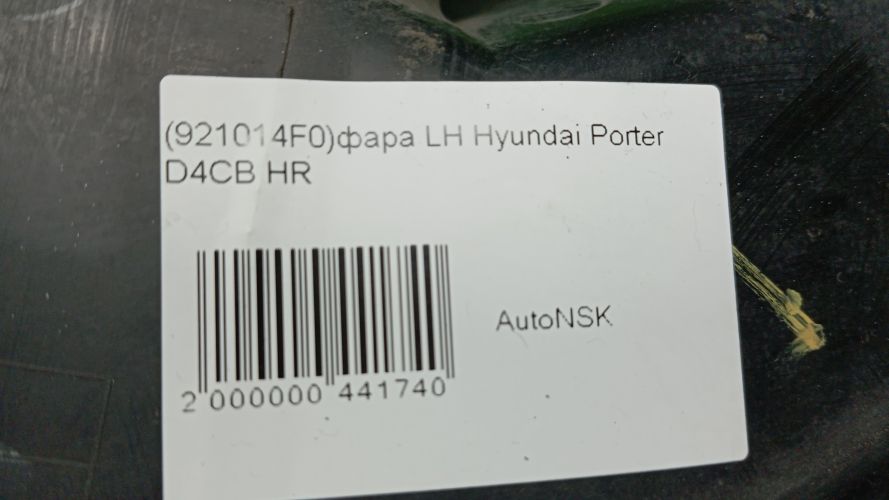 (921014F0)фара LH Hyundai Porter
D4CB HR
AutoNSK
2 000000 441740